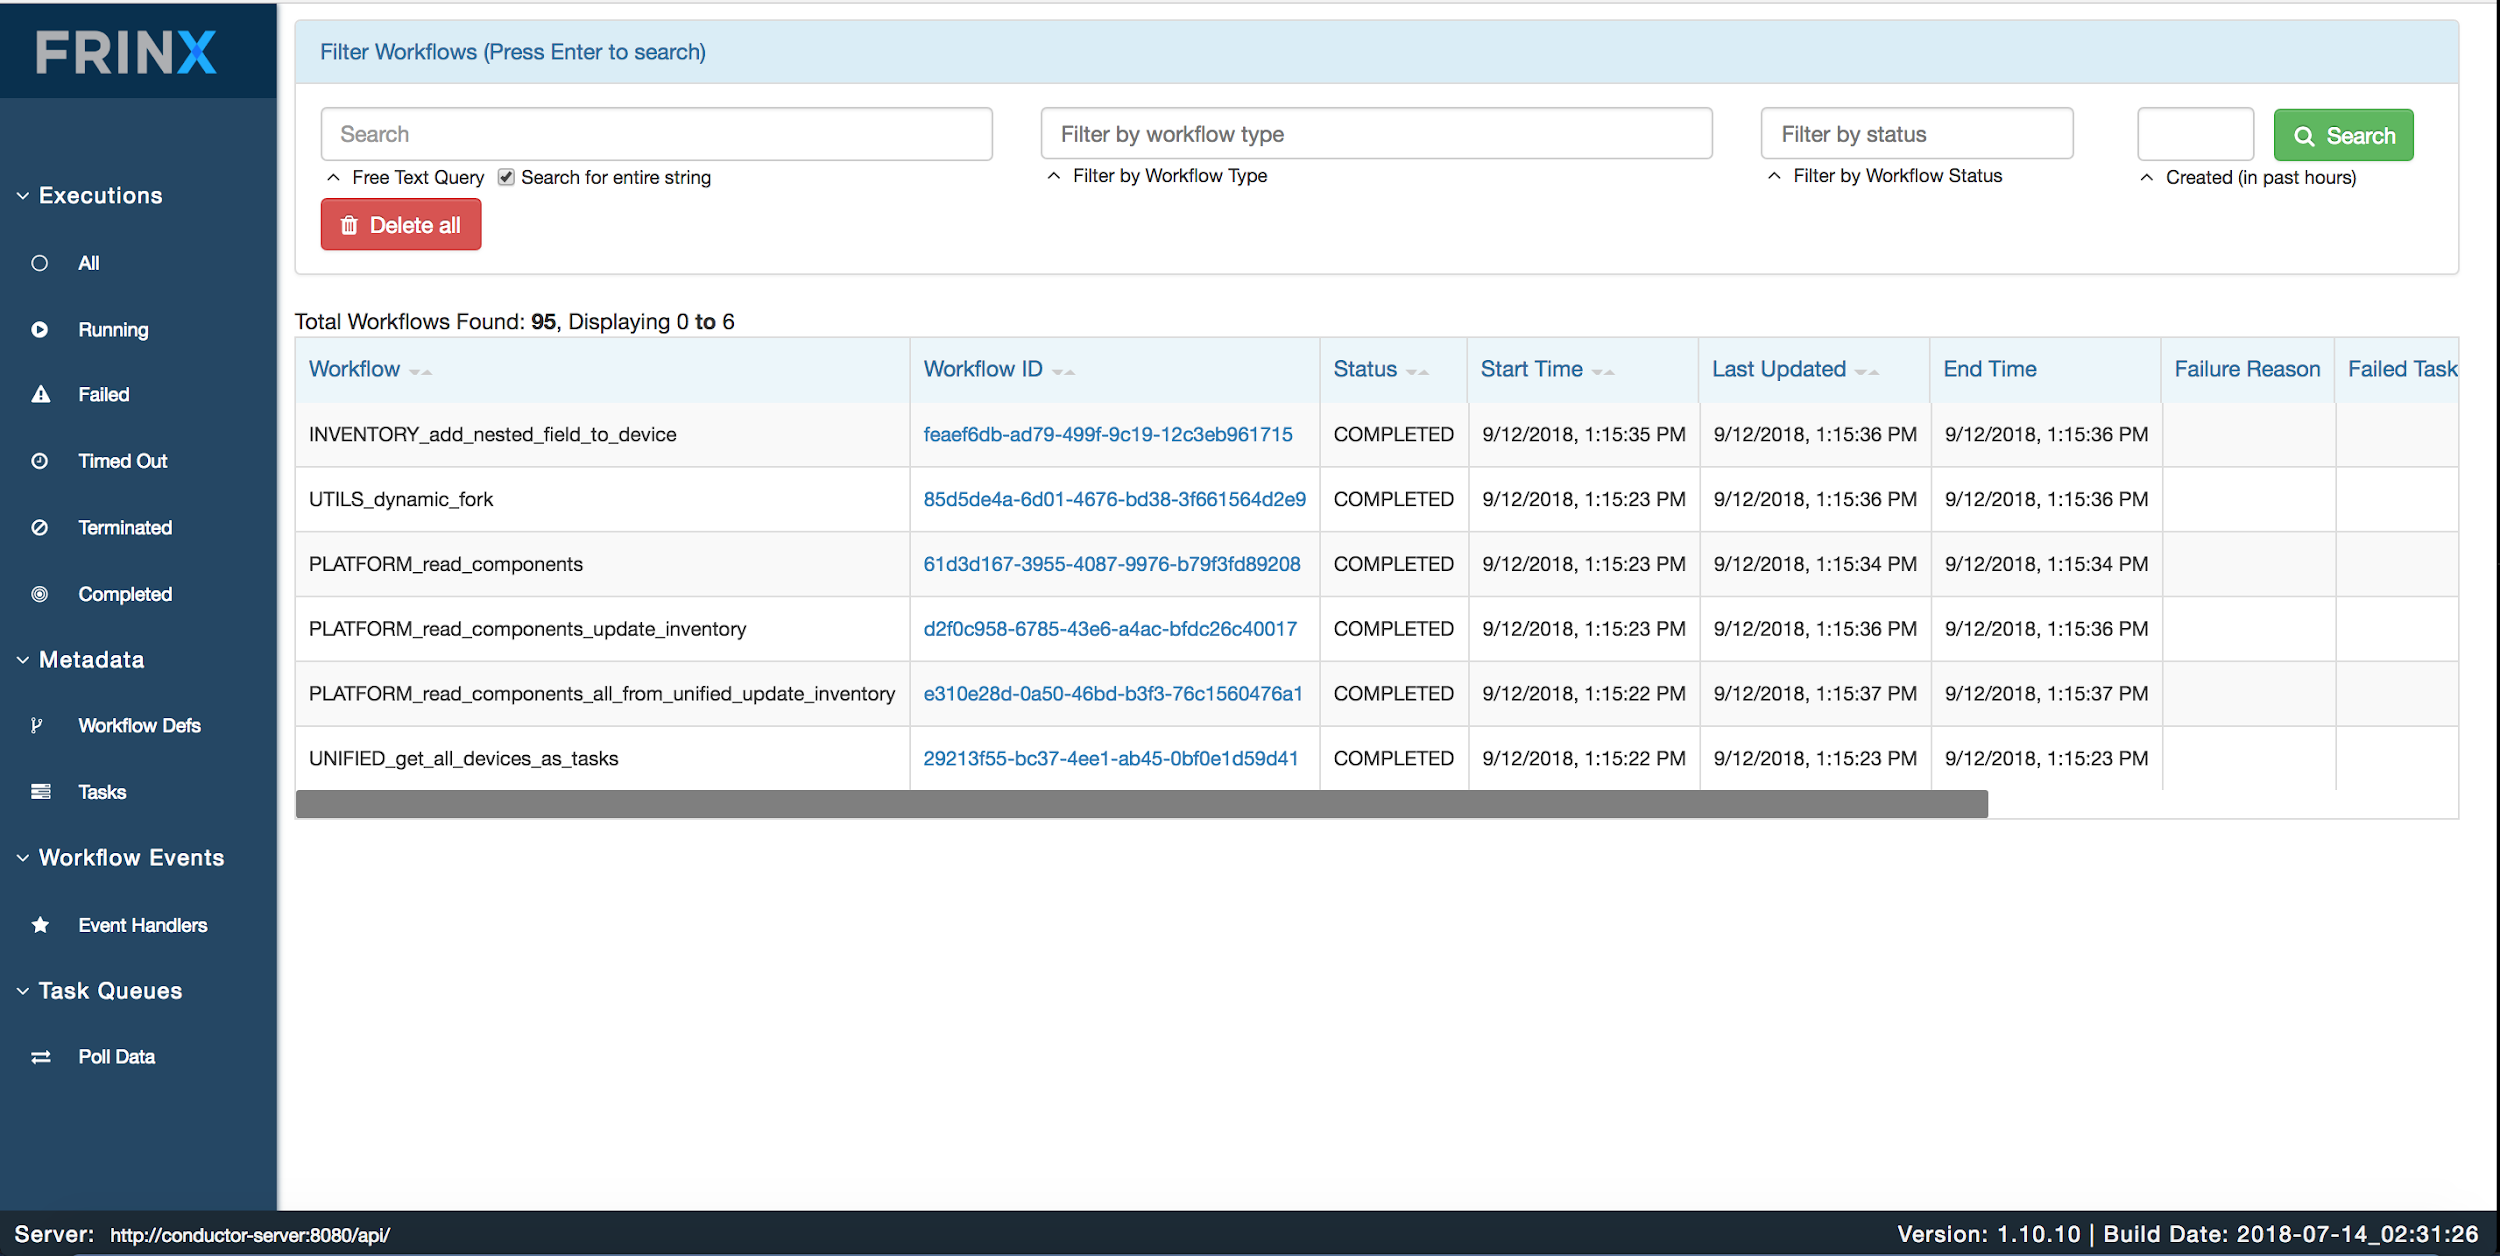 FRINX
Executions
All
Running
Failed
Timed Out
Terminated
Completed
Metadata
Workflow Defs
Tasks
Workflow Events
Event Handlers
Task Queues
Poll Data
Filter Workflows (Press Enter to search)
Search Filter by workflow type Filter by status Search
Free Text Query Search for entire string Filter by Workflow Type Filter by Workflow Status Created (in past hours)
Delete all
Total Workflows Found: 95, Displaying 0 to 6
Workflow Workflow ID Status Start Time Last Updated End Time Failure Reason Failed Task
INVENTORY_add_nested_field_to_device feaef6db-ad79-499f-9c19-12c3eb961715 COMPLETED 9/12/2018, 1:15:35 PM 9/12/2018, 1:15:36 PM 9/12/2018, 1:15:36 PM
UTILS_dynamic_fork 85d5de4a-6d01-4676-bd38-3f661564d2e9 COMPLETED 9/12/2018, 1:15:23 PM 9/12/2018, 1:15:36 PM 9/12/2018, 1:15:36 PM
PLATFORM_read_components 61d3d167-3955-4087-9976-b79f3fd89208 COMPLETED 9/12/2018, 1:15:23 PM 9/12/2018, 1:15:34 PM 9/12/2018, 1:15:34 PM
PLATFORM_read_components_update_inventory d2f0c958-6785-43e6-a4ac-bfdc26c40017 COMPLETED 9/12/2018, 1:15:23 PM 9/12/2018, 1:15:36 PM 9/12/2018, 1:15:36 PM
PLATFORM_read_components_all_from_unified_update_inventory e310e28d-0a50-46bd-b3f3-76c1560476a1 COMPLETED 9/12/2018, 1:15:22 PM 9/12/2018, 1:15:37 PM 9/12/2018, 1:15:37 PM
UNIFIED_get_all_devices_as_tasks 29213f55-bc37-4ee1-ab45-0bf0e1d59d41 COMPLETED 9/12/2018, 1:15:22 PM 9/12/2018, 1:15:23 PM 9/12/2018, 1:15:23 PM
Server: http://conductor-server:8080/api/ Version: 1.10.10 | Build Date: 2018-07-14_02:31:26